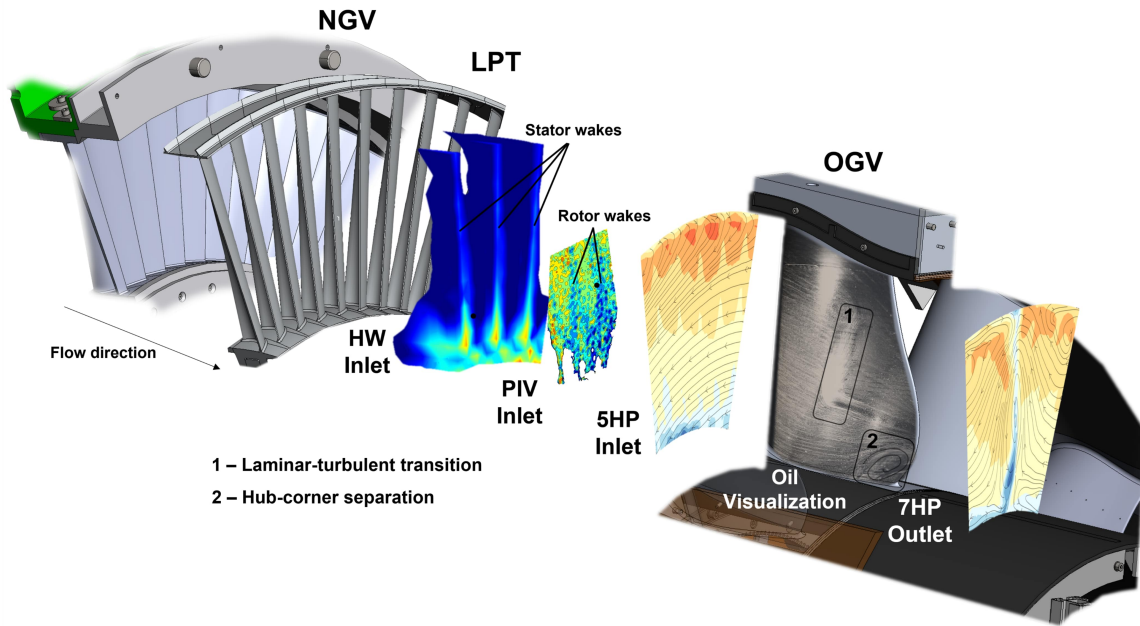 NGV
LPT
Stator wakes
OGV
Rotor wakes
1
Flow direction
HW
Inlet
PIV
Inlet
5HP
Inlet
2
1 – Laminar-turbulent transition
2 – Hub-corner separation
Oil
Visualization
7HP
Outlet